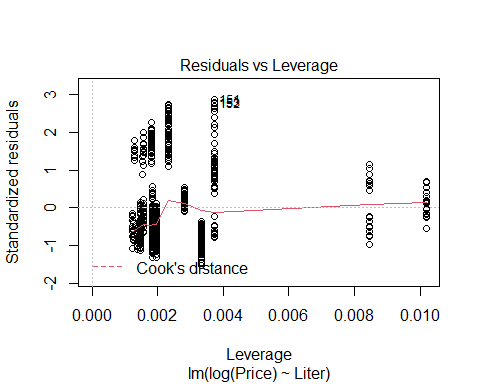 Residuals vs Leverage
Standardized residuals
3
2
1
0
-1
-2
154
152
Cook's distance
0.000 0.002 0.004 0.006 0.008 0.010
Leverage
lm(log(Price) ~ Liter)